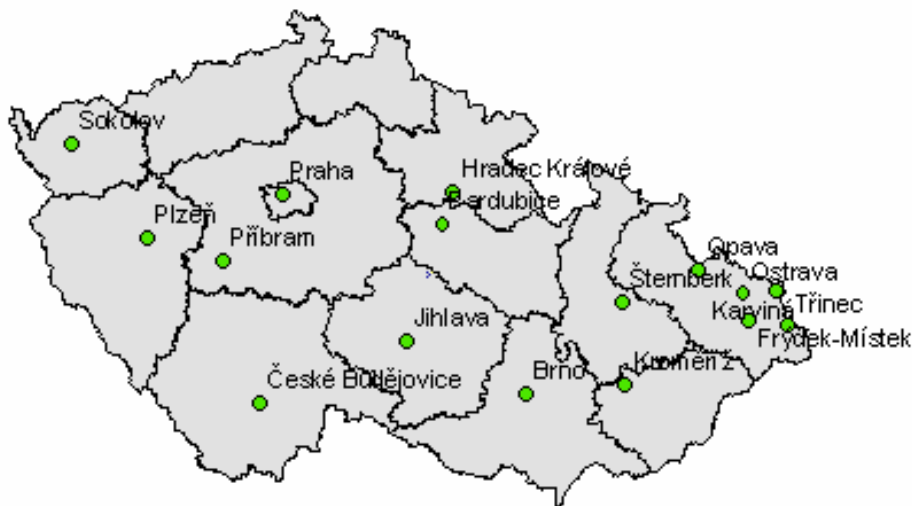 Sokolov
Praha
Hradec Králové
Pardubice
Plzeň
Příbram
Opava
Šternberk
Ostrava
Karviná
Třinec
Jihlava
Frýdek-Místek
České Budějovice
Brno
Kroměříž